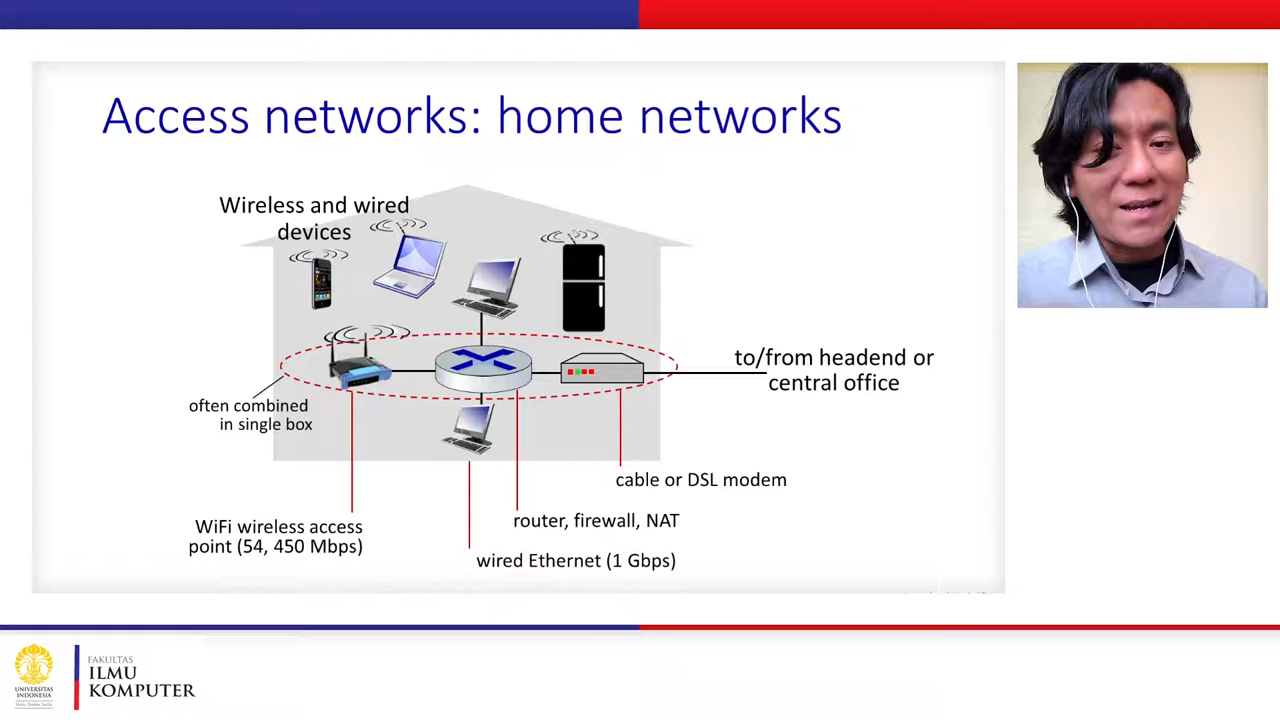 Access networks: home networks
Wireless and wired
devices
to/from headend or
central office
often combined
in single box
cable or DSL modem
WiFi wireless access
point (54, 450 Mbps)
router, firewall, NAT
wired Ethernet (1 Gbps)
UNIVERSITAS
INDONESIA
FAKULTAS
ILMU
KOMPUTER